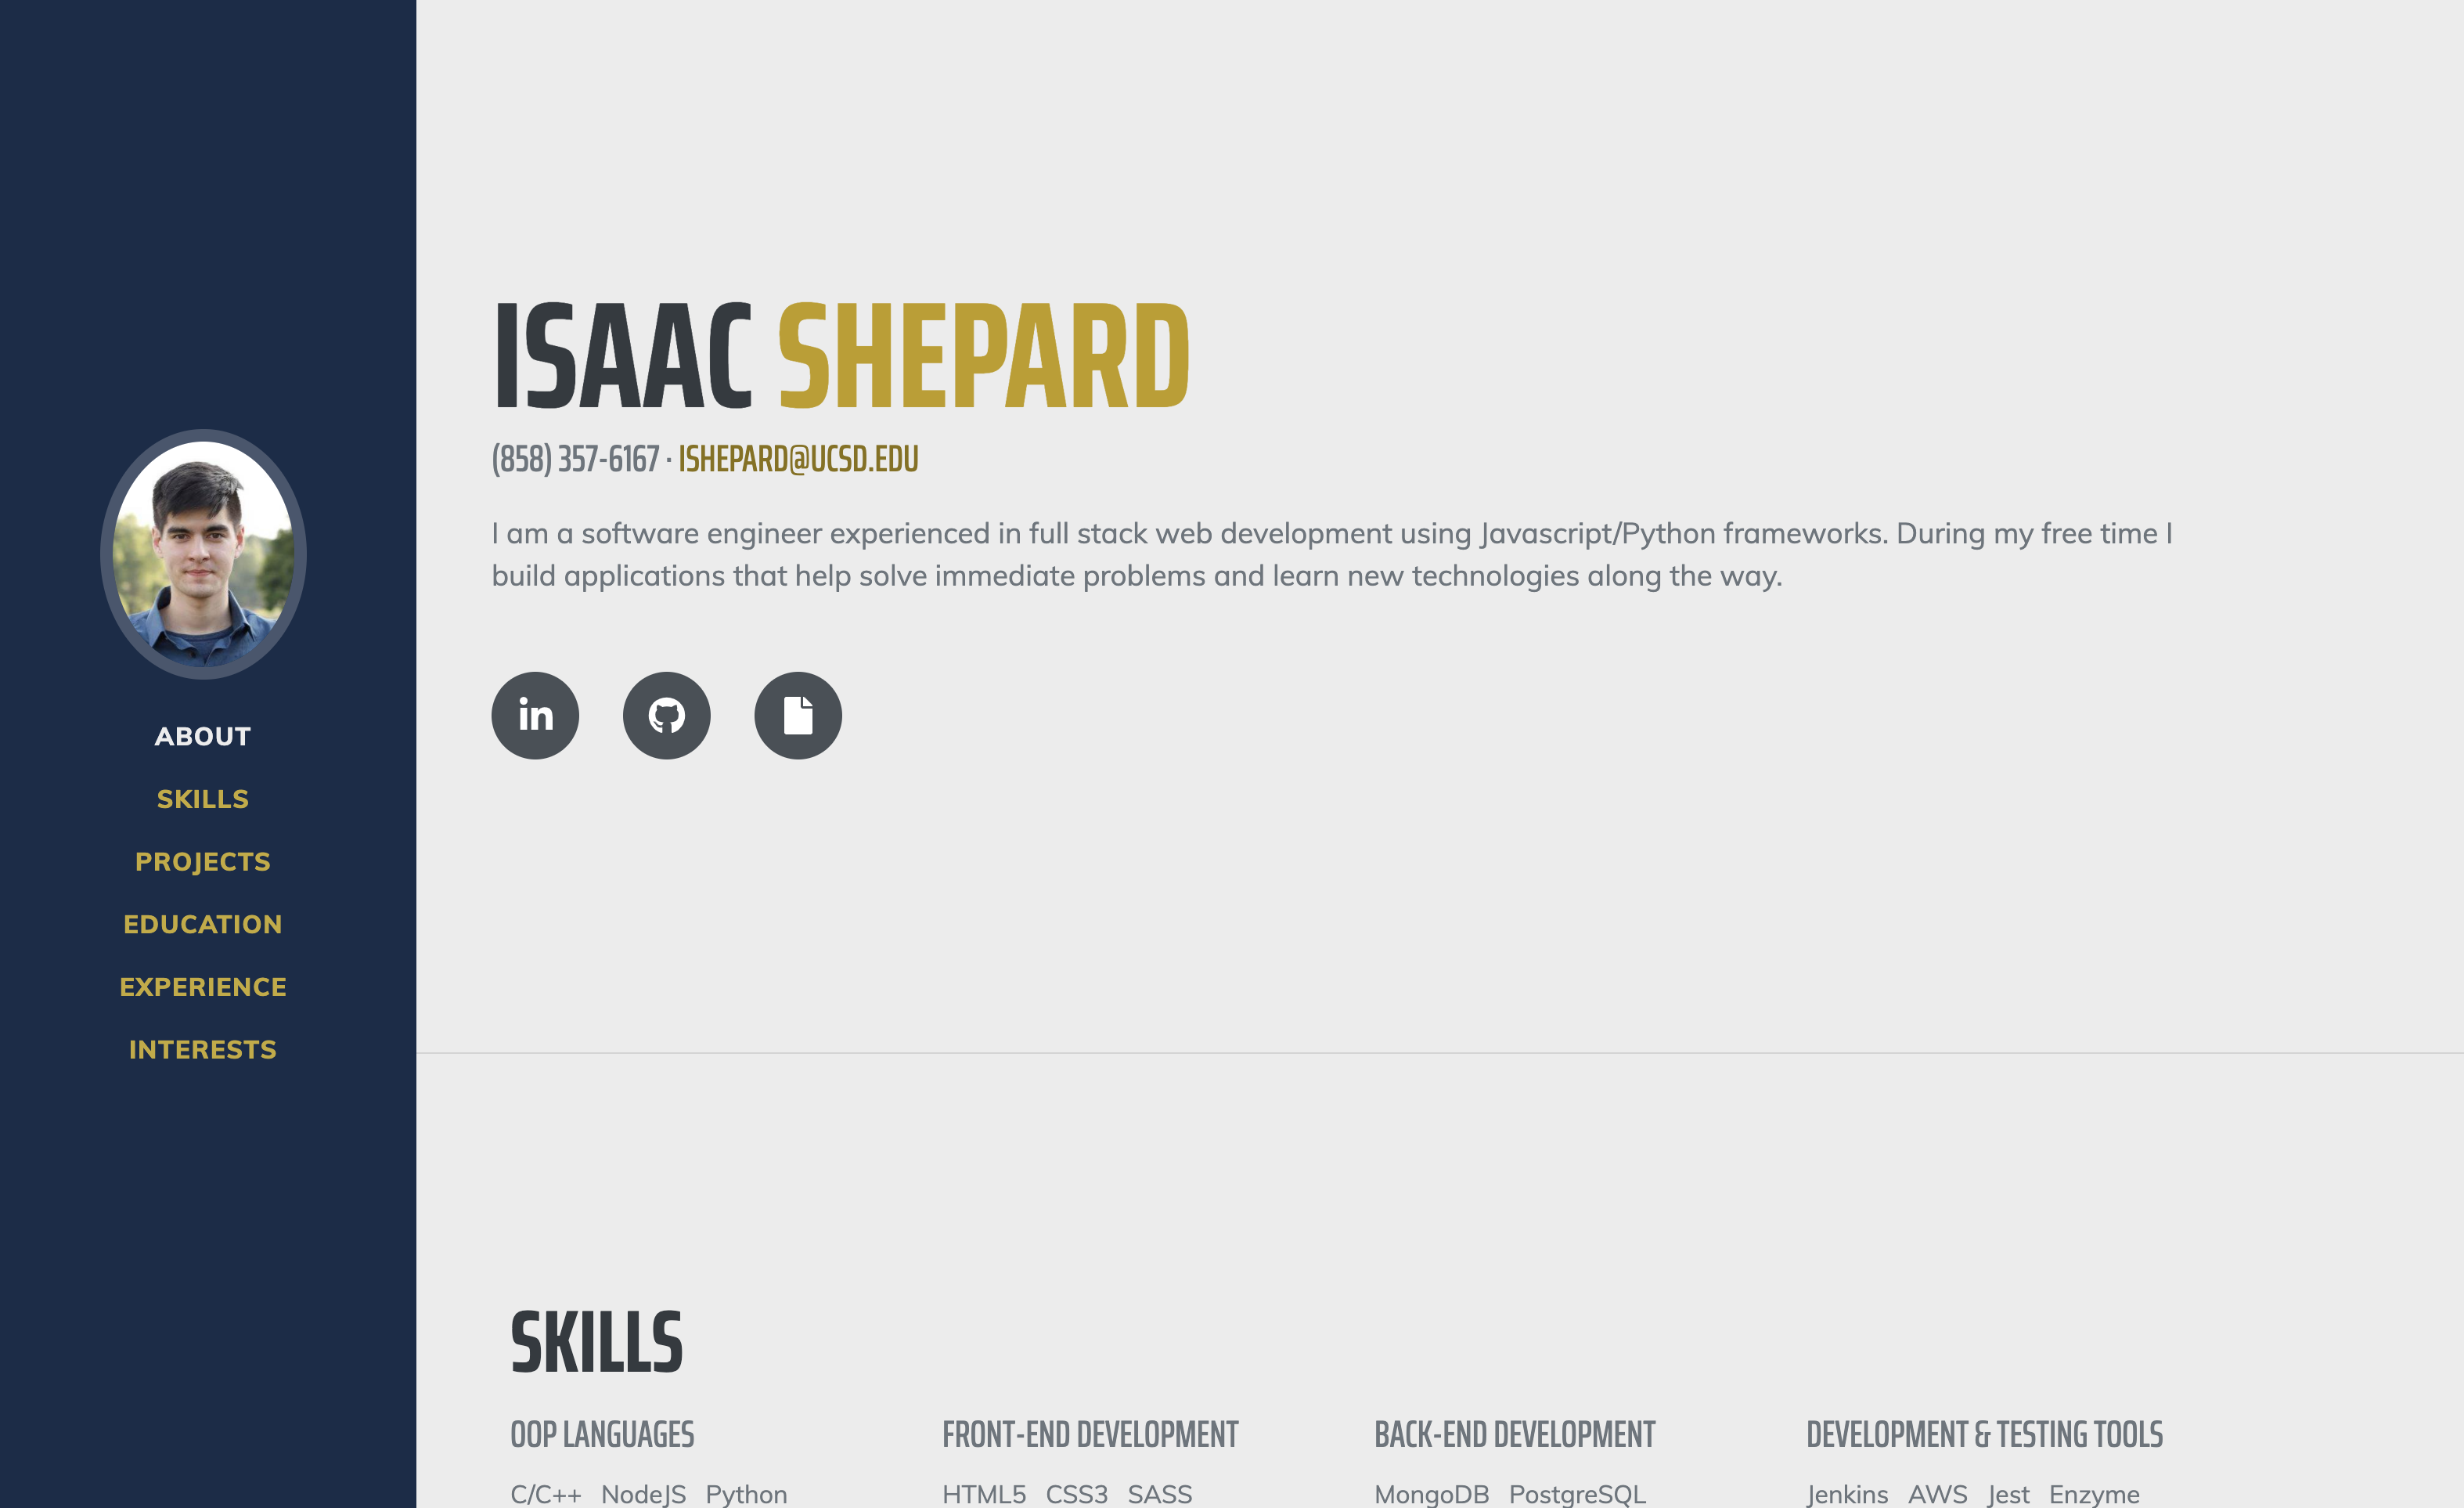 ABOUT
SKILLS
PROJECTS
EDUCATION
EXPERIENCE
INTERESTS
ISAAC SHEPARD
(858) 357-6167 · ISHEPARD@UCSD.EDU
I am a software engineer experienced in full stack web development using Javascript/Python frameworks. During my free time I
build applications that help solve immediate problems and learn new technologies along the way.
in
SKILLS
OOP LANGUAGES
C/C++ NodeJS Python
FRONT-END DEVELOPMENT
HTML5 CSS3 SASS
BACK-END DEVELOPMENT
MongoDB PostgreSQL
DEVELOPMENT & TESTING TOOLS
Jenkins AWS Jest Enzyme